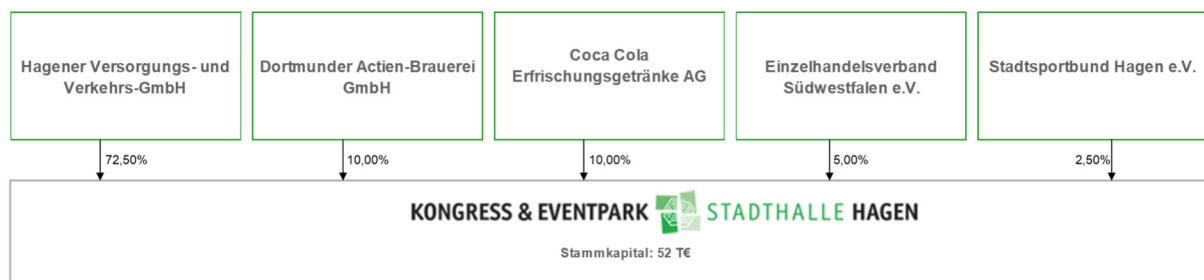 Hagener Versorgungs- und
Verkehrs-GmbH
Dortmunder Actien-Brauerei
GmbH
Coca Cola
Erfrischungsgetränke AG
Einzelhandelsverband
Südwestfalen e.V.
Stadtsportbund Hagen e.V.
72,50%
10,00%
10,00%
5,00%
2,50%
KONGRESS & EVENTPARK STADTHALLE HAGEN
Stammkapital: 52 T€